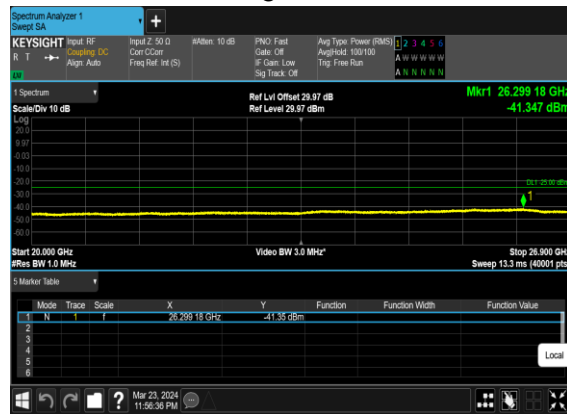 Spectrum Analyzer 1
Swept SA
+
KEYSIGHT Input: RF Input Z: 50 Ω #Atten: 10 dB PNO: Fast Avg Type: Power (RMS) 1 2 3 4 5 6
R T Coupling: DC Corr CCorr Gate: Off Avg|Hold: 100/100 A W W W W W
Align: Auto Freq Ref: Int (S) IF Gain: Low Trig: Free Run
LXI Sig Track: Off A N N N N N
1 Spectrum Ref Lvl Offset 29.97 dB Mkr1 26.299 18 GHz
Scale/Div 10 dB Ref Level 29.97 dBm -41.347 dBm
Log
20.0
9.97
-0.03
-10.0
-20.0 DL1 -25.00 dBm
-30.0 1
-40.0
-50.0
-60.0
Start 20.000 GHz Video BW 3.0 MHz* Stop 26.900 GHz
#Res BW 1.0 MHz Sweep 13.3 ms (40001 pts)
5 Marker Table
Mode Trace Scale X Y Function Function Width Function Value
1 N 1 f 26.299 18 GHz -41.35 dBm
2
3
4
5
6
Local
? Mar 23, 2024
11:56:36 PM